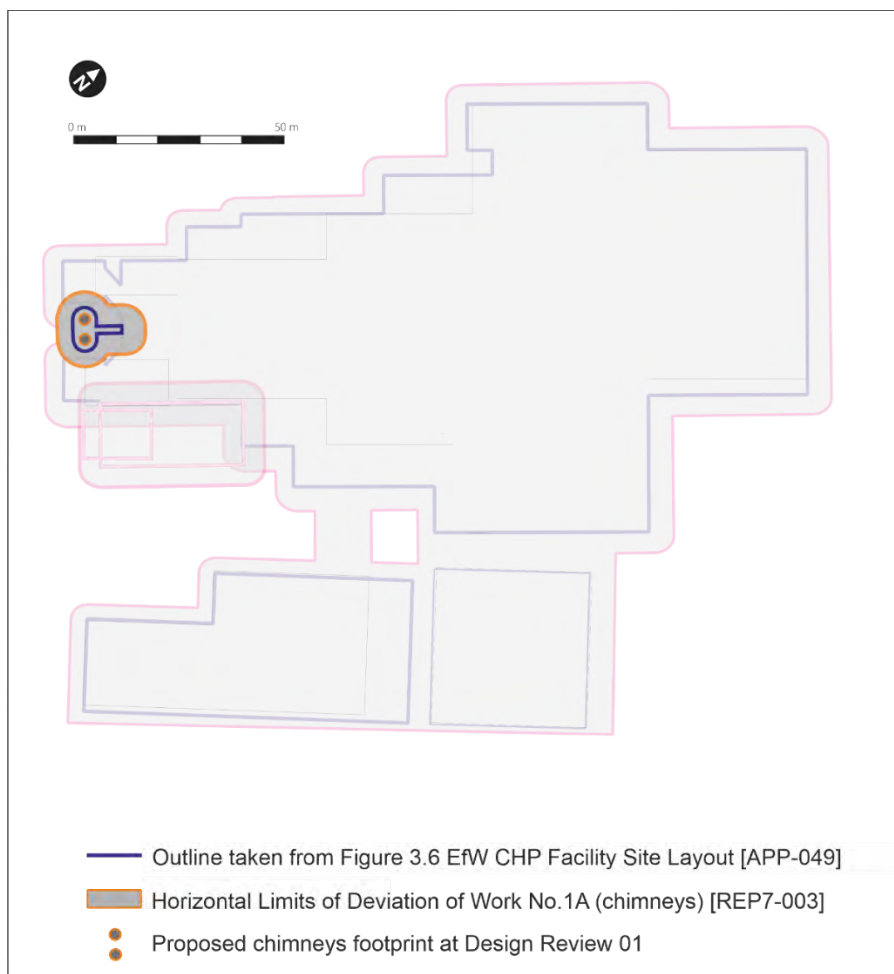 N
0 m 50 m
Outline taken from Figure 3.6 EfW CHP Facility Site Layout [APP-049]
Horizontal Limits of Deviation of Work No.1A (chimneys) [REP7-003]
Proposed chimneys footprint at Design Review 01